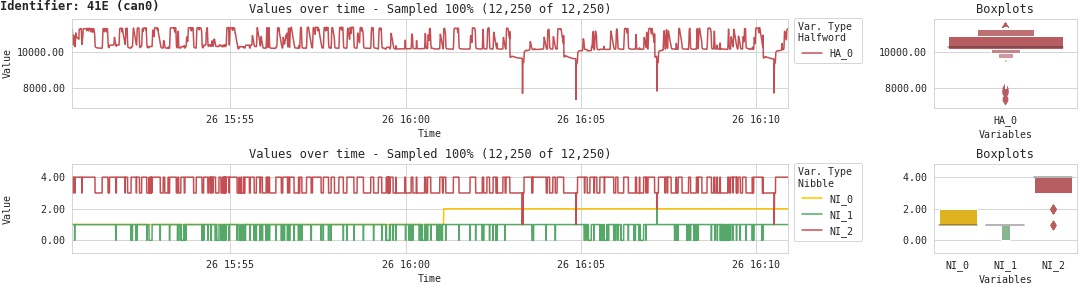 Identifier: 41E (can0)
Values over time - Sampled 100% (12,250 of 12,250)
Value
10000.00
8000.00
26 15:55
26 16:00
26 16:05
26 16:10
Time
Var. Type
Halfword
HA_0
Boxplots
10000.00
8000.00
HA_0
Variables
Values over time - Sampled 100% (12,250 of 12,250)
Value
4.00
2.00
0.00
26 15:55
26 16:00
26 16:05
26 16:10
Time
Var. Type
Nibble
NI_0
NI_1
NI_2
Boxplots
4.00
2.00
0.00
NI_0 NI_1 NI_2
Variables